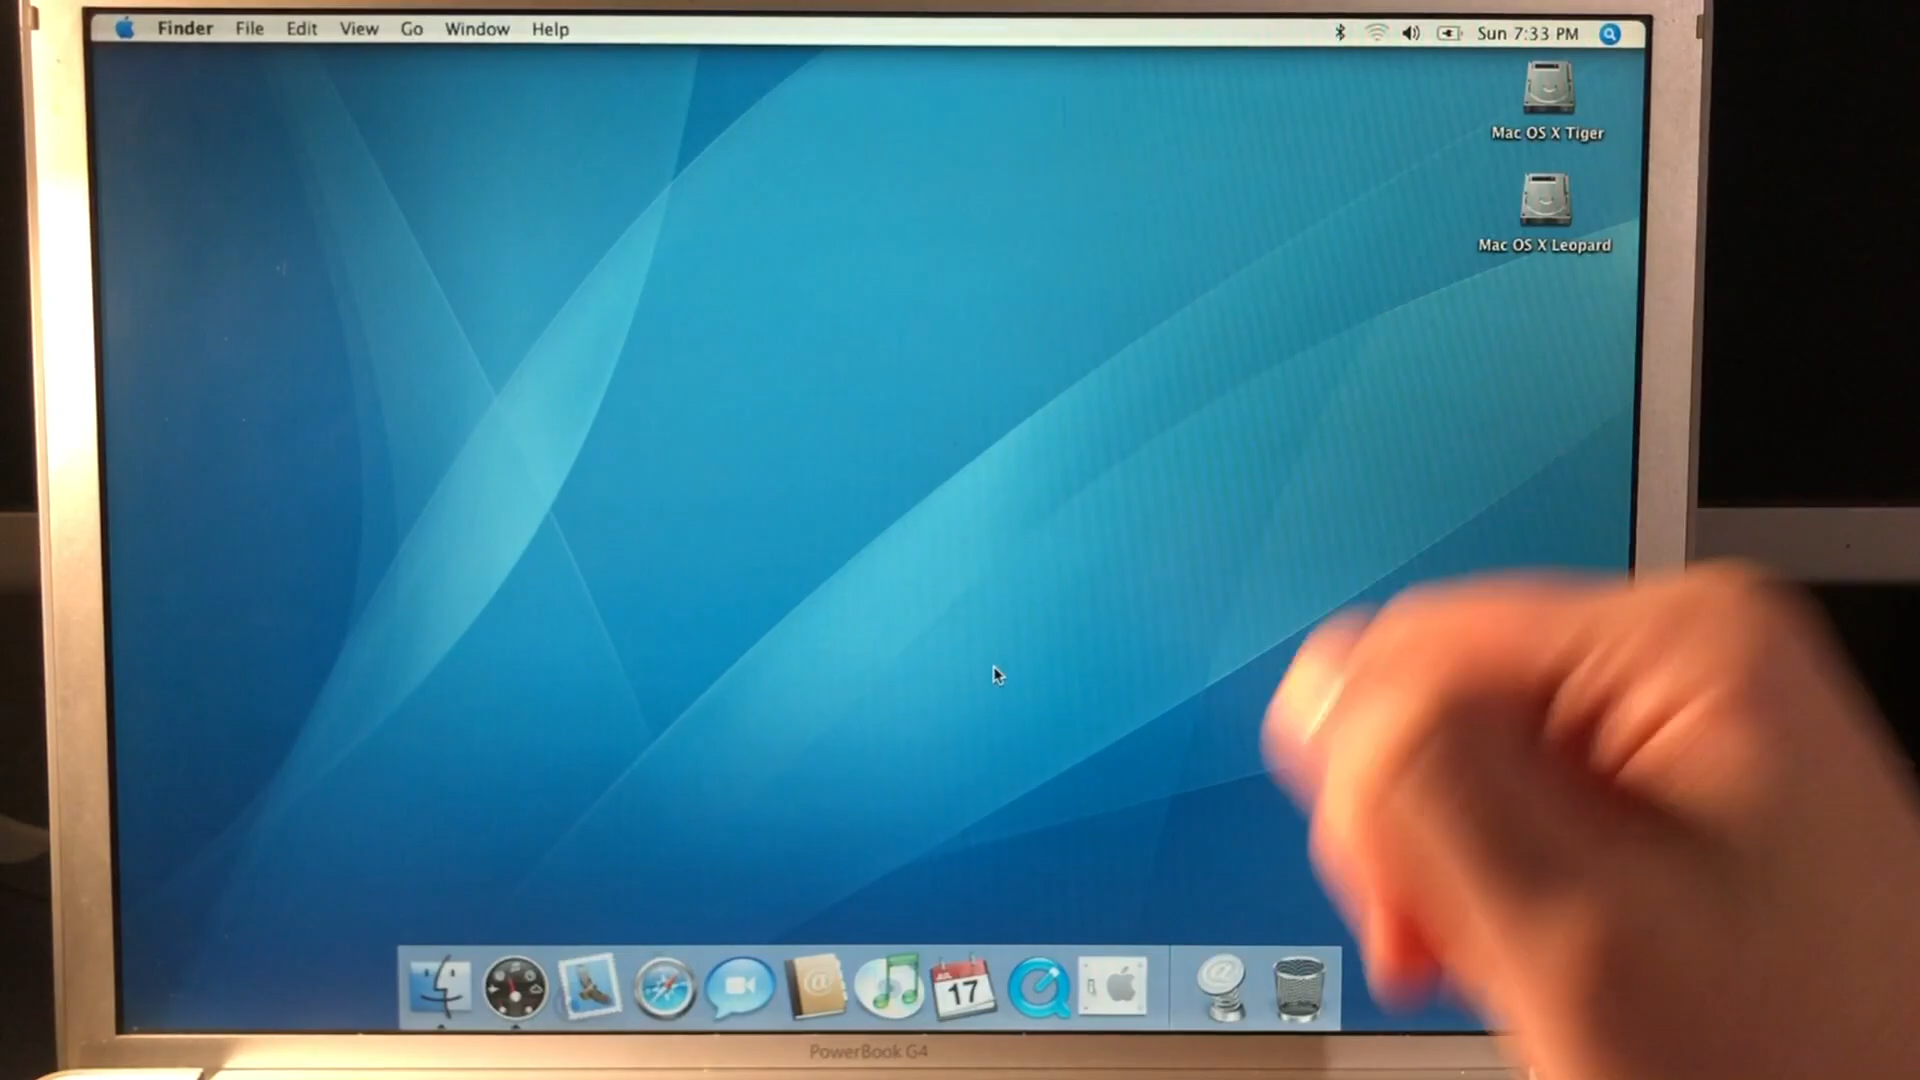 Finder File Edit View Go Window Help Sun 7:33 PM
Mac OS X Tiger
Mac OS X Leopard
@
JUL
17
@
PowerBook G4